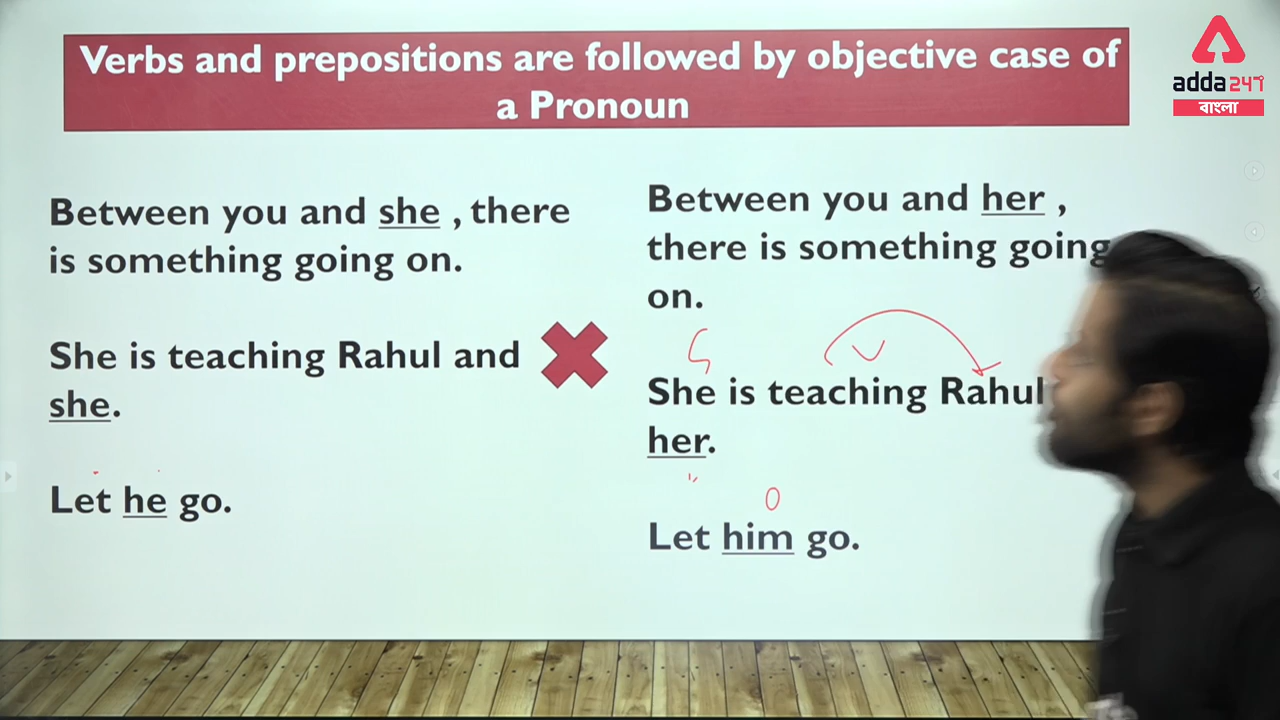 Verbs and prepositions are followed by objective case of
a Pronoun
adda247
বাংলা
Between you and she , there
is something going on.
She is teaching Rahul and
she.
Let he go.
Between you and her ,
there is something going
on.
S V
She is teaching Rahul
her.
O
Let him go.